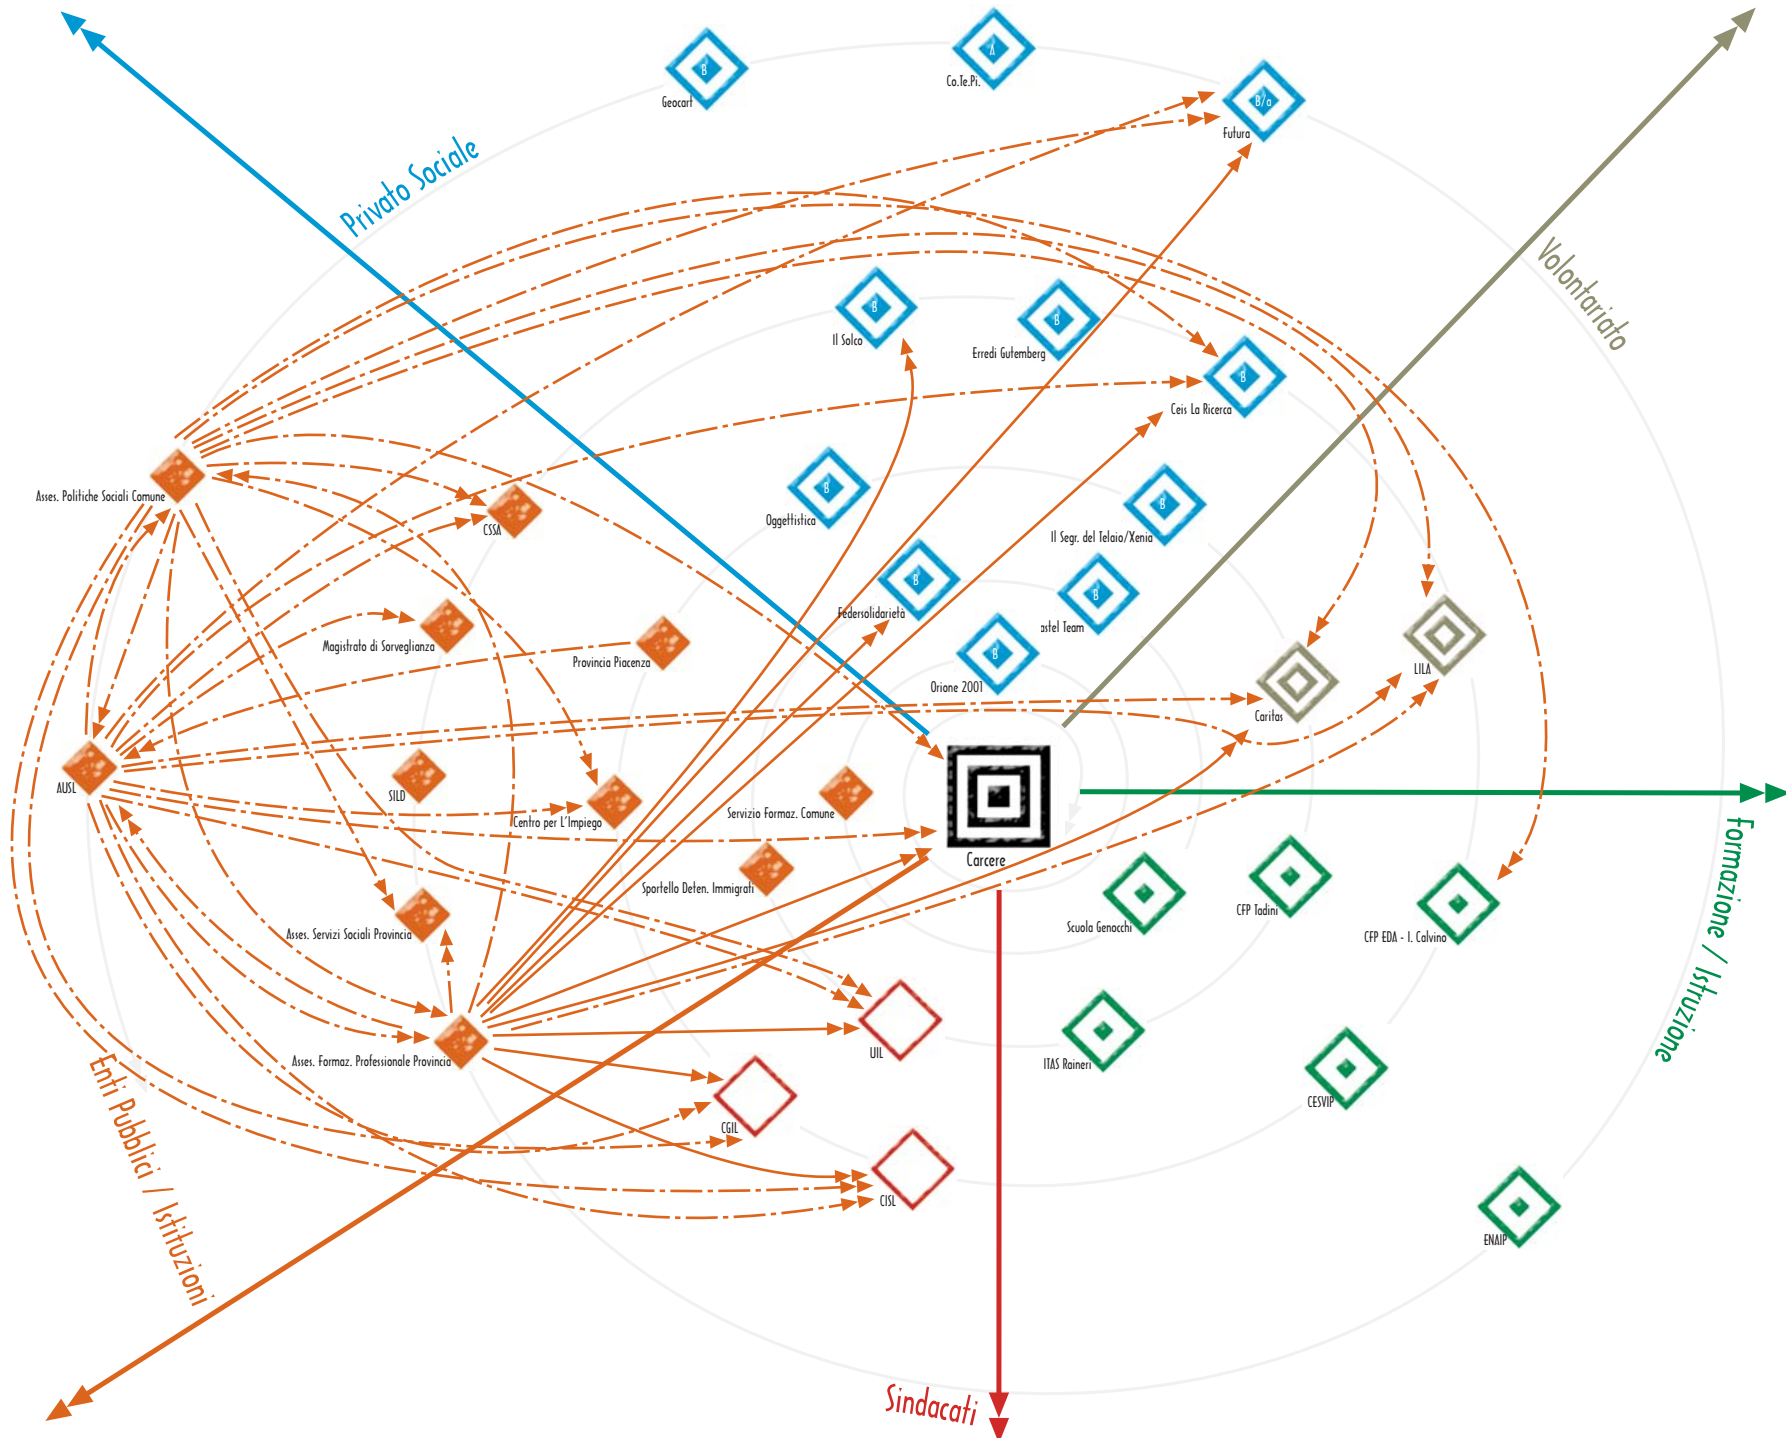 A
Co.Te.Pi.
B
Geocart
B/a
Futura
Privato Sociale
Volontariato
B
Il Solco
B
Erredi Gutemberg
B
Ceis La Ricerca
Asses. Politiche Sociali Comune
CSSA
B
Oggettistica
B
Il Segr. del Telaio/Xenia
B
Federsolidarietà
B
astel Team
Magistrato di Sorveglianza
Provincia Piacenza
B
Orione 2001
LILA
Caritas
AUSL
SILD
Centro per L'Impiego
Servizio Formaz. Comune
Carcere
Formazione / Istruzione
Sportello Deten. Immigrati
Asses. Servizi Sociali Provincia
Scuola Genocchi
CFP Tadini
CFP EDA - I. Calvino
Asses. Formaz. Professionale Provincia
UIL
ITAS Raineri
CESVIP
CGIL
CISL
ENAIP
Enti Pubblici / Istituzioni
Sindacati